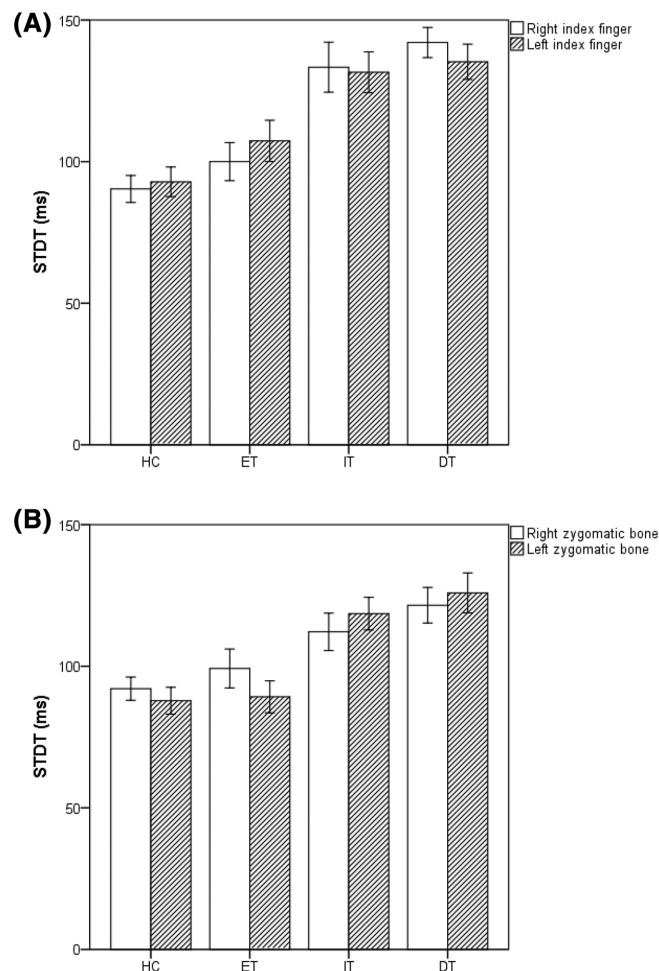 (A)
150
100
50
0
STDT (ms)
HC ET IT DT
Right index finger
Left index finger
(B)
150
100
50
0
STDT (ms)
HC ET IT DT
Right zygomatic bone
Left zygomatic bone